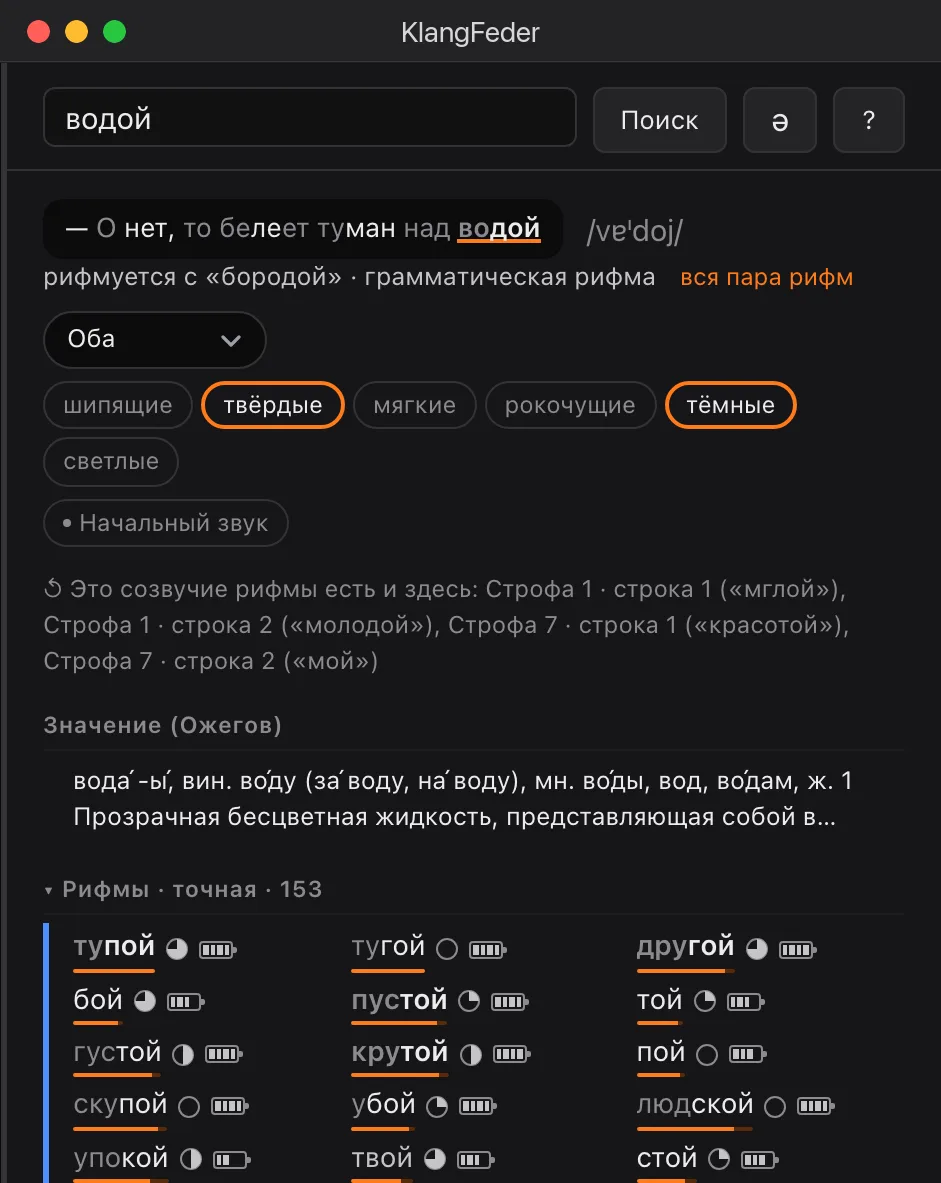 KlangFeder
водой
Поиск
ə
?
— О нет, то белеет туман над водой /vɐˈdoj/
рифмуется с «бородой» · грамматическая рифма вся пара рифм
Оба
шипящие твёрдые мягкие рокочущие тёмные
светлые
• Начальный звук
↺ Это созвучие рифмы есть и здесь: Строфа 1 · строка 1 («мглой»),
Строфа 1 · строка 2 («молодой»), Строфа 7 · строка 1 («красотой»),
Строфа 7 · строка 2 («мой»)
Значение (Ожегов)
вода́ -ы́, вин. во́ду (за́ воду, на́ воду), мн. во́ды, вод, во́дам, ж. 1
Прозрачная бесцветная жидкость, представляющая собой в...
▾ Рифмы · точная · 153
тупой тугой другой
бой пустой той
густой крутой пой
скупой убой людской
упокой твой стой